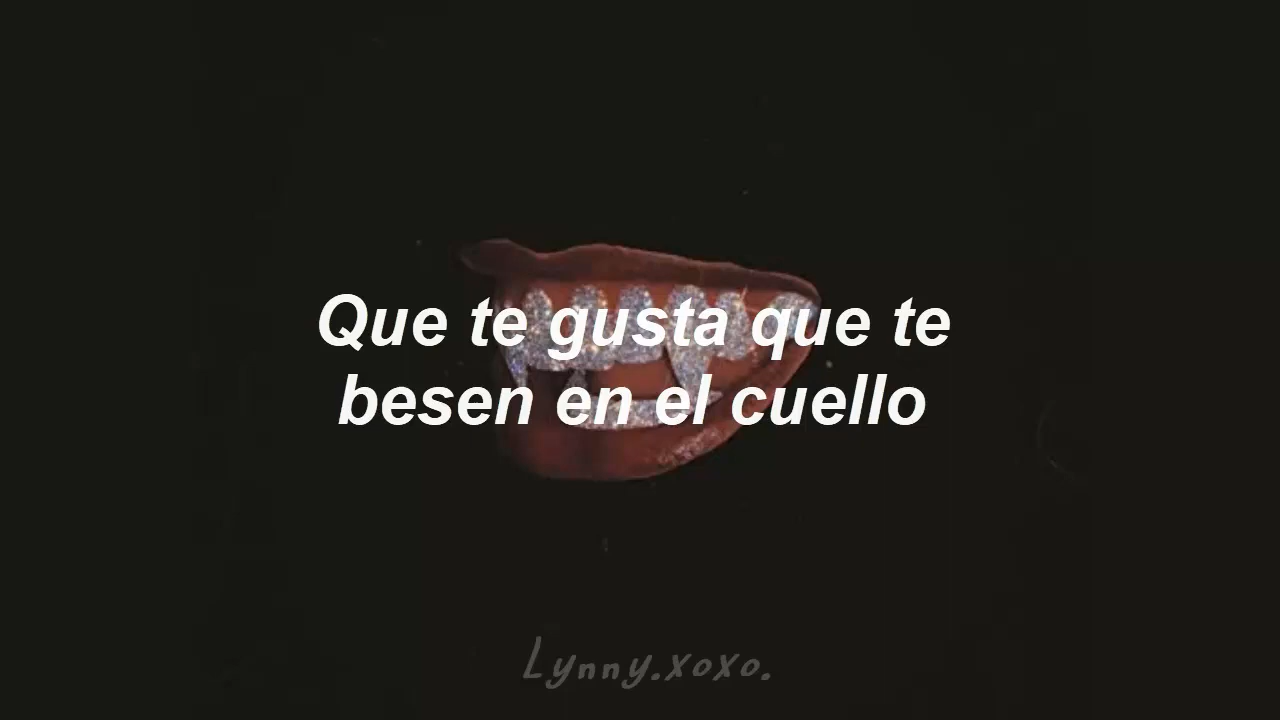 Que te gusta que te
besen en el cuello
Lynny.xoxo.